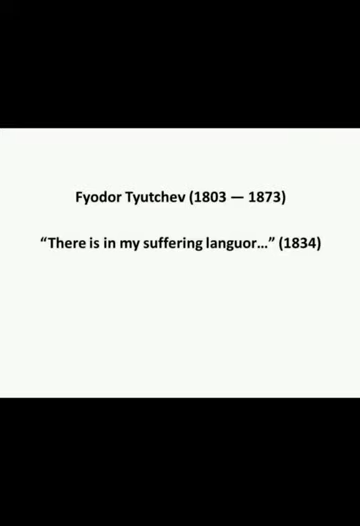 Fyodor Tyutchev (1803 — 1873)
“There is in my suffering languor…” (1834)